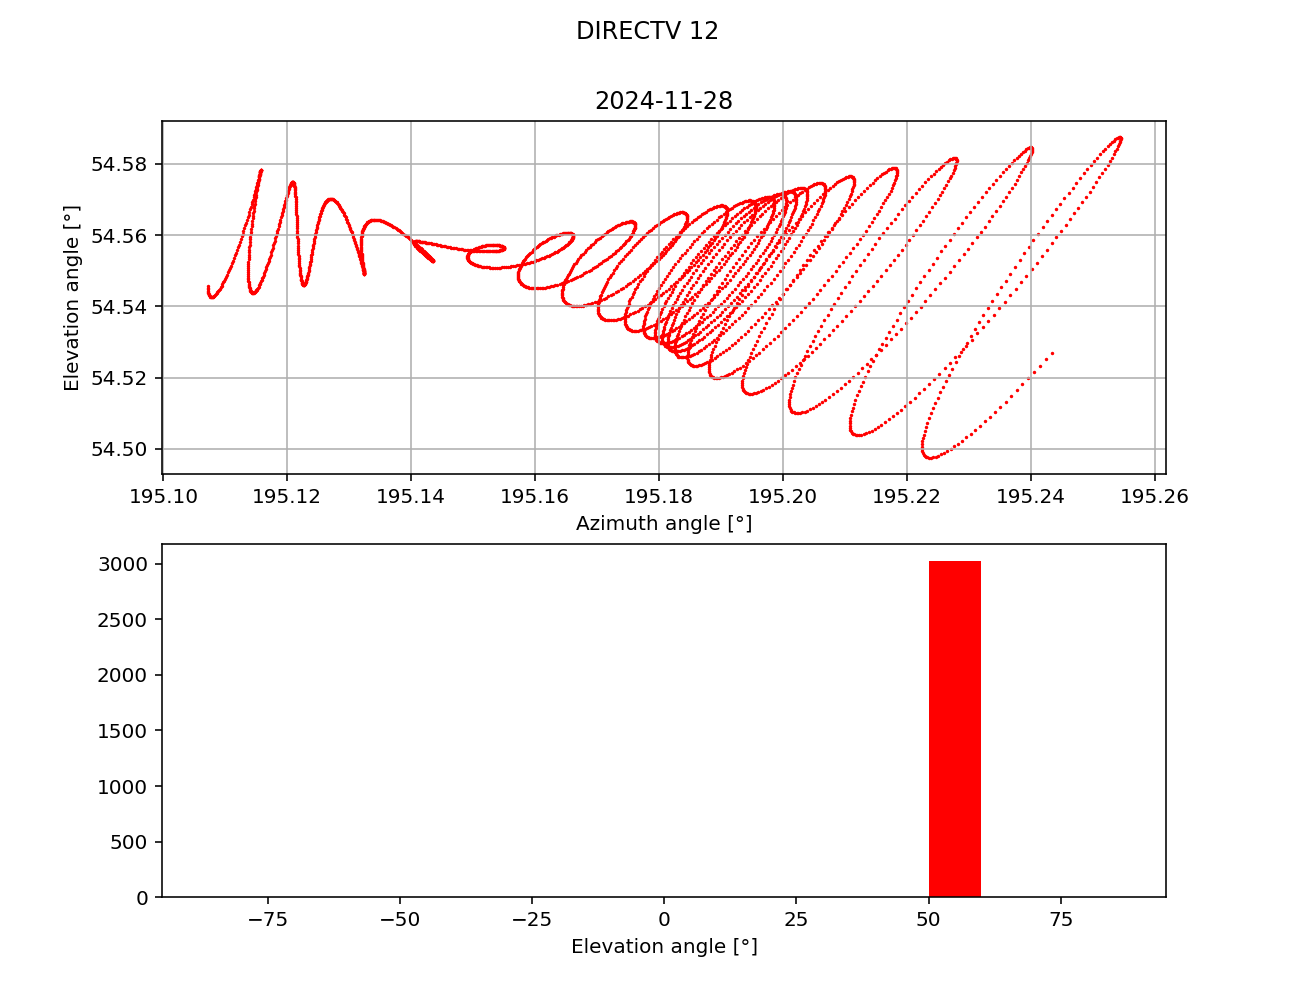 DIRECTV 12
2024-11-28
54.58
54.56
54.54
54.52
54.50
Elevation angle [°]
195.10 195.12 195.14 195.16 195.18 195.20 195.22 195.24 195.26
Azimuth angle [°]
3000
2500
2000
1500
1000
500
0
−75 −50 −25 0 25 50 75
Elevation angle [°]